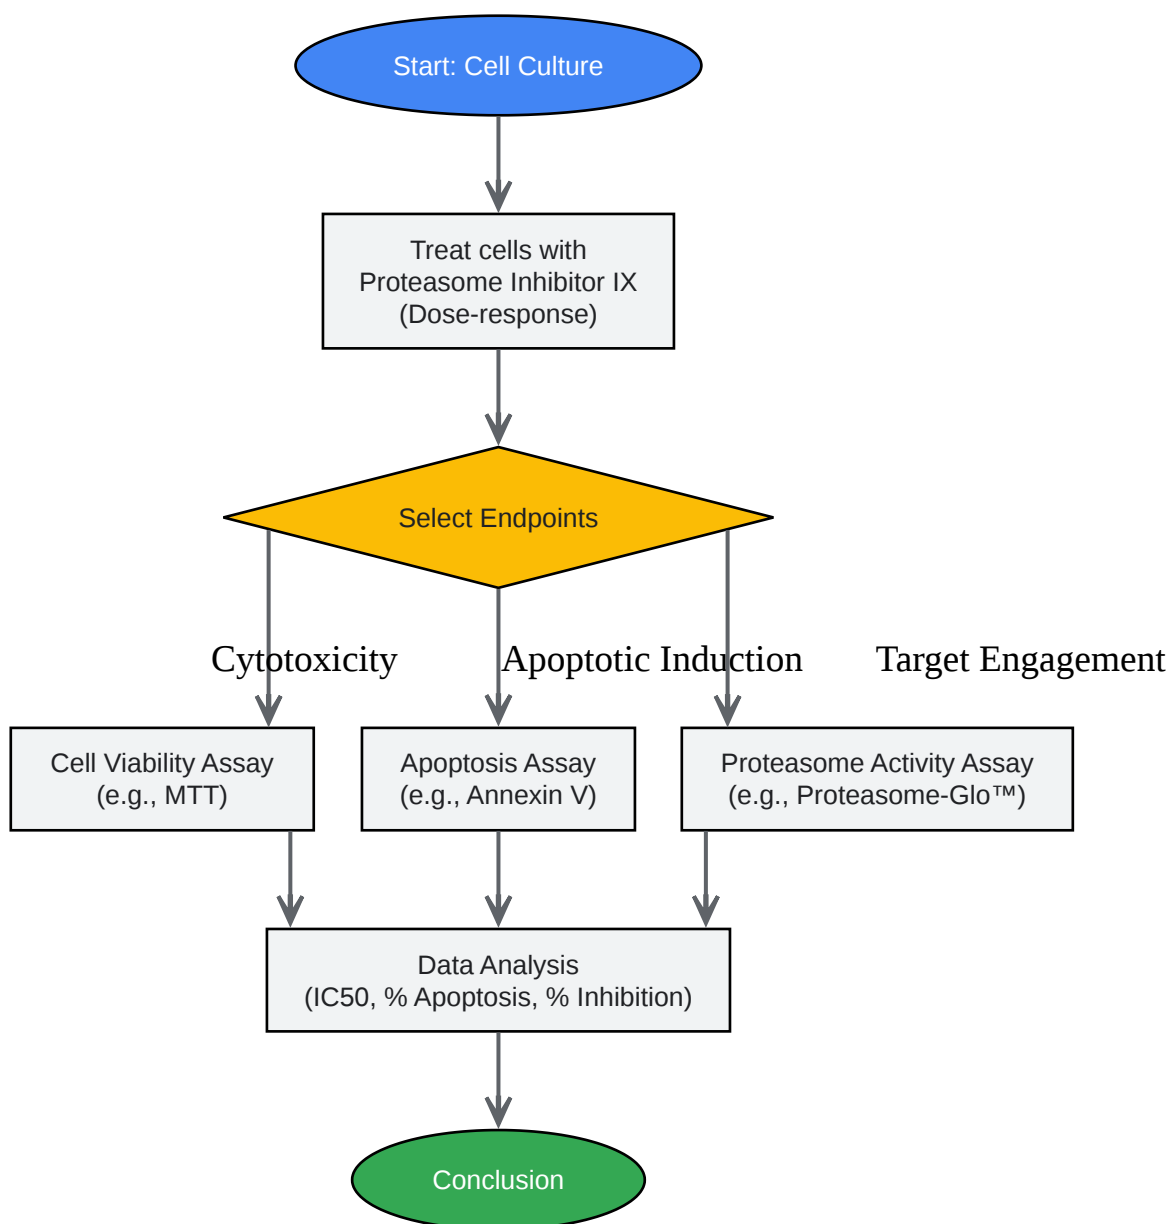 Start: Cell Culture
Treat cells with
Proteasome Inhibitor IX
(Dose-response)
Select Endpoints
Cytotoxicity
Apoptotic Induction
Target Engagement
Cell Viability Assay
(e.g., MTT)
Apoptosis Assay
(e.g., Annexin V)
Proteasome Activity Assay
(e.g., Proteasome-Glo™)
Data Analysis
(IC50, % Apoptosis, % Inhibition)
Conclusion